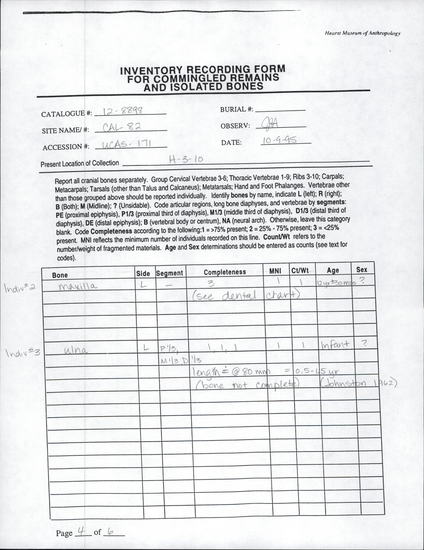 Hearst Museum of Anthropology
INVENTORY RECORDING FORM
FOR COMMINGLED REMAINS
AND ISOLATED BONES
CATALOGUE #: 12-8899 BURIAL #:
SITE NAME/ #: CAL-82 OBSERV:
ACCESSION #: UCAS-171 DATE: 10-9-95
Present Location of Collection H-3-10
Report all cranial bones separately. Group Cervical Vertebrae 3-6; Thoracic Vertebrae 1-9; Ribs 3-10; Carpals;
Metacarpals; Tarsals (other than Talus and Calcaneus); Metatarsals; Hand and Foot Phalanges. Vertebrae other
than those grouped above should be reported individually. Identify bones by name, indicate L (left); R (right);
B (Both); M (Midline); ? (Unsidable). Code articular regions, long bone diaphyses, and vertebrae by segments:
PE (proximal epiphysis), P1/3 (proximal third of diaphysis), M1/3 (middle third of diaphysis), D1/3 (distal third of
diaphysis), DE (distal epiphysis); B (vertebral body or centrum), NA (neural arch). Otherwise, leave this category
blank. Code Completeness according to the following:1 = >75% present; 2 = 25% - 75% present; 3 = <25%
present. MNI reflects the minimum number of individuals recorded on this line. Count/Wt refers to the
number/weight of fragmented materials. Age and Sex determinations should be entered as counts (see text for
codes).
Bone Side Segment Completeness MNI Ct/Wt Age Sex
Indiv #2 maxilla L — 3 1 1 ?
(see dental chart)
Indiv #3 ulna L P 1/3, 1, 1, 1 1 1 Infant ?
M 1/3 D 1/3
length ± @ 80 mm = 0.5-1.5 yr
(bone not complete) (Johnston 1962)
Page 4 of 6